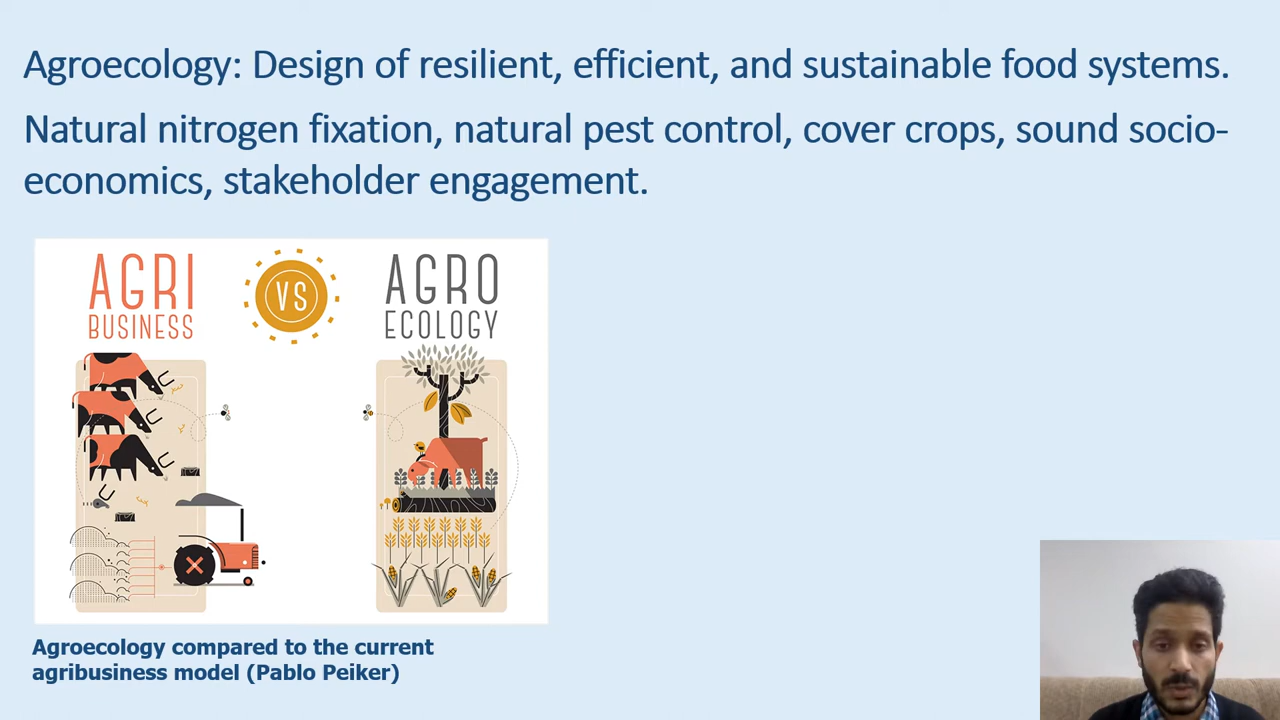 Agroecology: Design of resilient, efficient, and sustainable food systems.
Natural nitrogen fixation, natural pest control, cover crops, sound socio-
economics, stakeholder engagement.
AGRI
BUSINESS
VS
AGRO
ECOLOGY
Agroecology compared to the current
agribusiness model (Pablo Peiker)